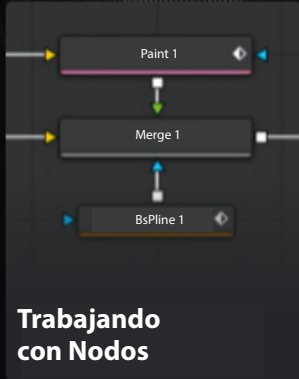 Paint 1
Merge 1
BsPline 1
Trabajando
con Nodos